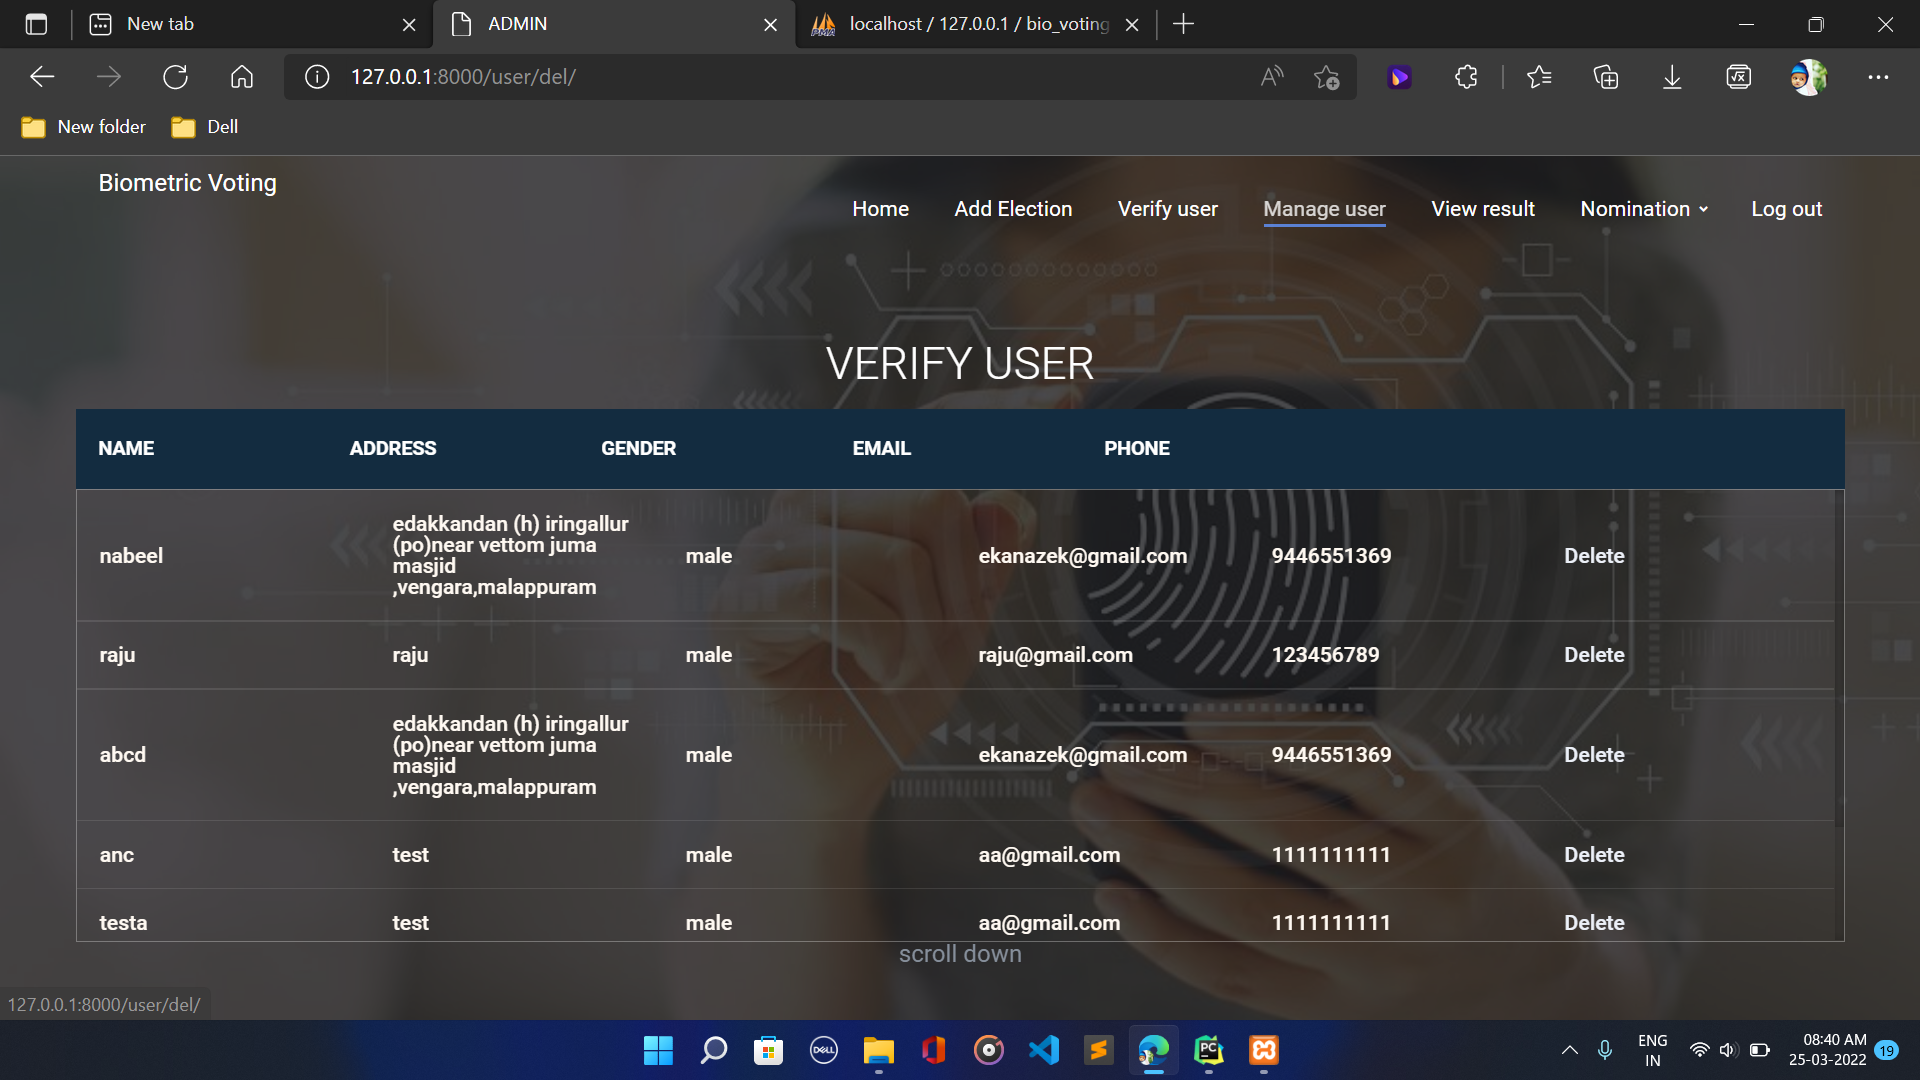 New tab
ADMIN
localhost / 127.0.0.1 / bio_voting
127.0.0.1:8000/user/del/
New folder
Dell
Biometric Voting
Home
Add Election
Verify user
Manage user
View result
Nomination
Log out
VERIFY USER
NAME ADDRESS GENDER EMAIL PHONE
edakkandan (h) iringallur
(po)near vettom juma
masjid
,vengara,malappuram
nabeel male ekanazek@gmail.com 9446551369 Delete
raju raju male raju@gmail.com 123456789 Delete
edakkandan (h) iringallur
(po)near vettom juma
masjid
,vengara,malappuram
abcd male ekanazek@gmail.com 9446551369 Delete
anc test male aa@gmail.com 1111111111 Delete
testa test male aa@gmail.com 1111111111 Delete
scroll down
127.0.0.1:8000/user/del/
DELL
PC
ENG
IN
08:40 AM
25-03-2022
19